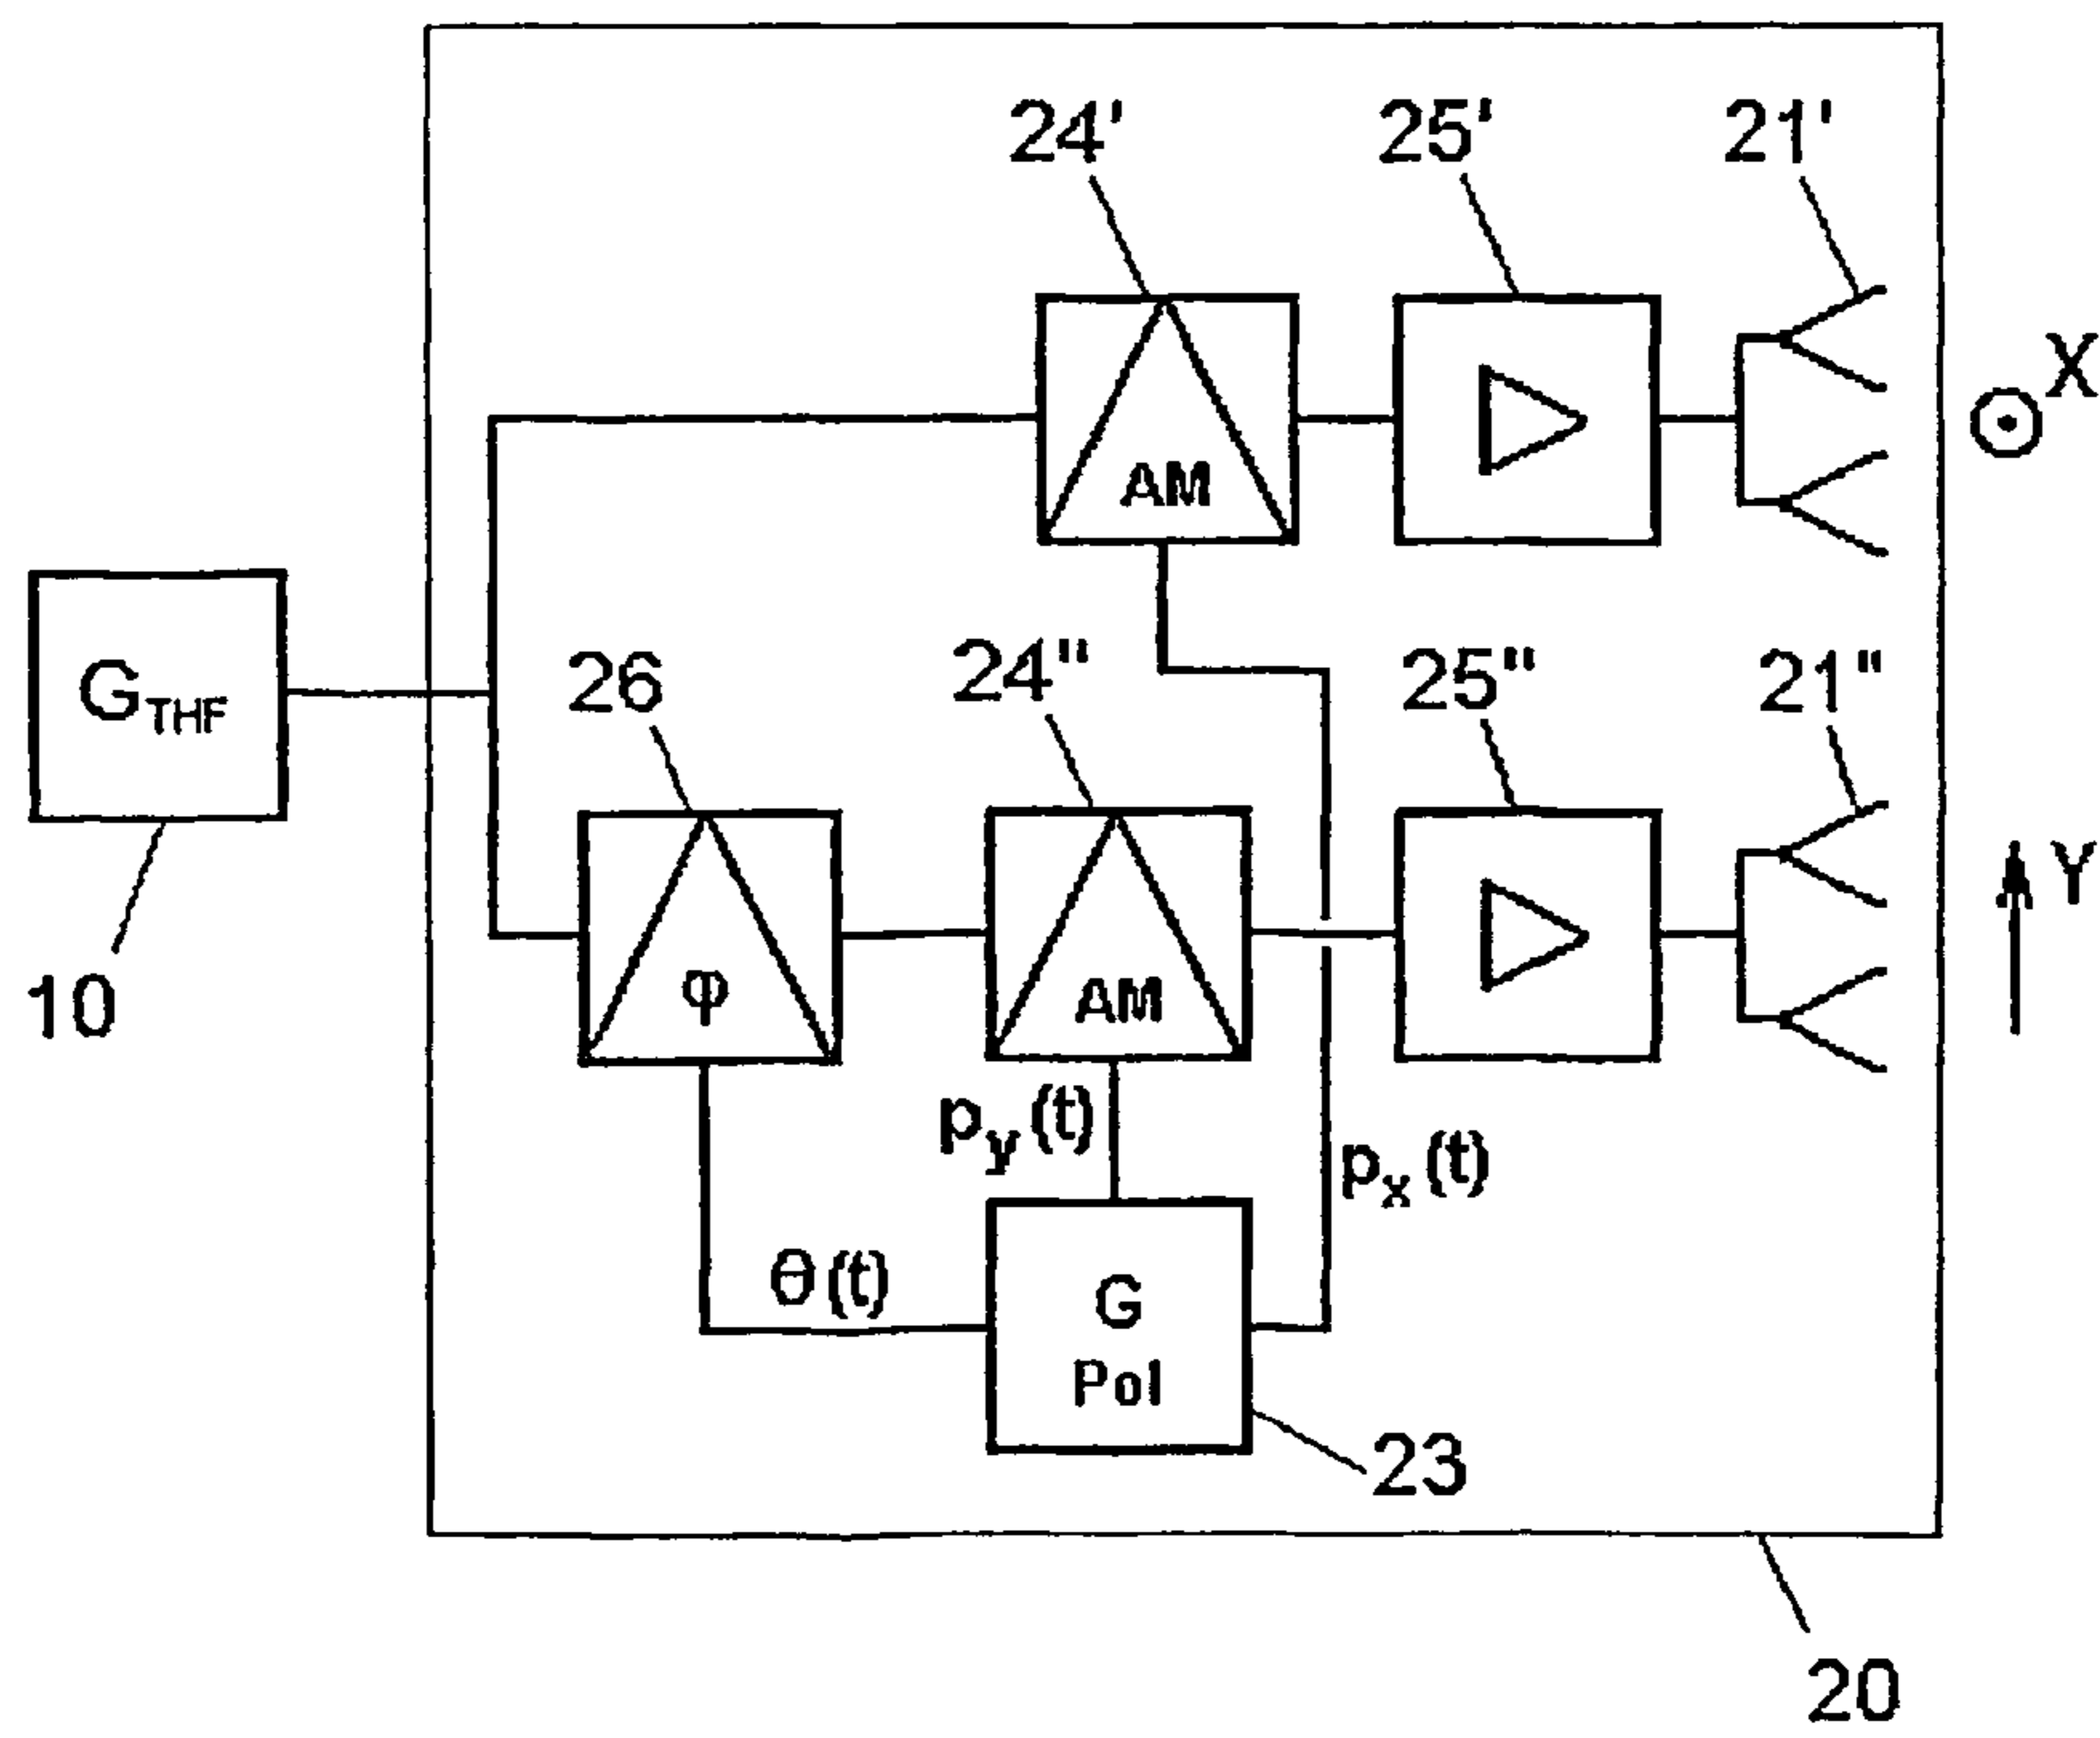 24' 25' 21'
X
AM
G THF
26 24" 25" 21"
Y
φ AM
10
py(t)
px(t)
θ(t)
G
Pol
23
20